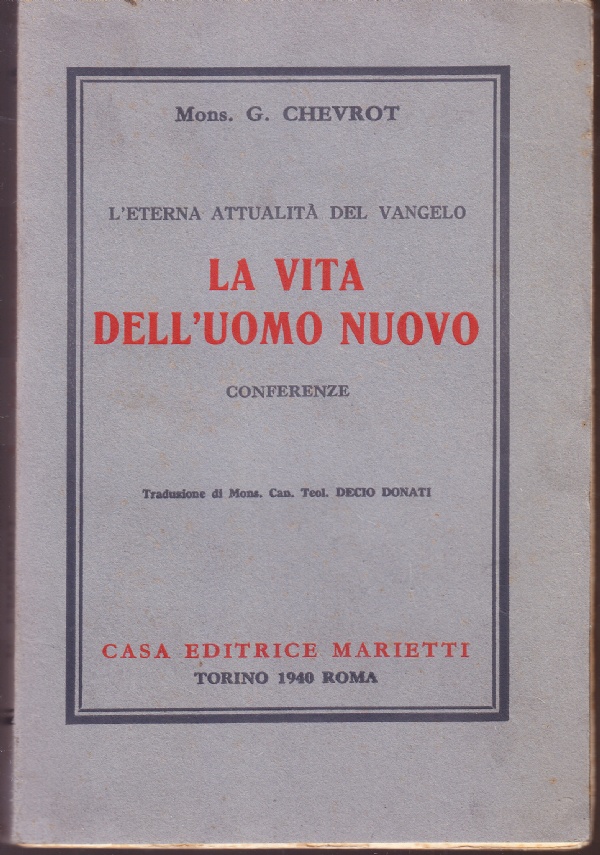 Mons. G. CHEVROT
L'ETERNA ATTUALITÀ DEL VANGELO
LA VITA
DELL'UOMO NUOVO
CONFERENZE
Traduzione di Mons. Can. Teol. DECIO DONATI
CASA EDITRICE MARIETTI
TORINO 1940 ROMA